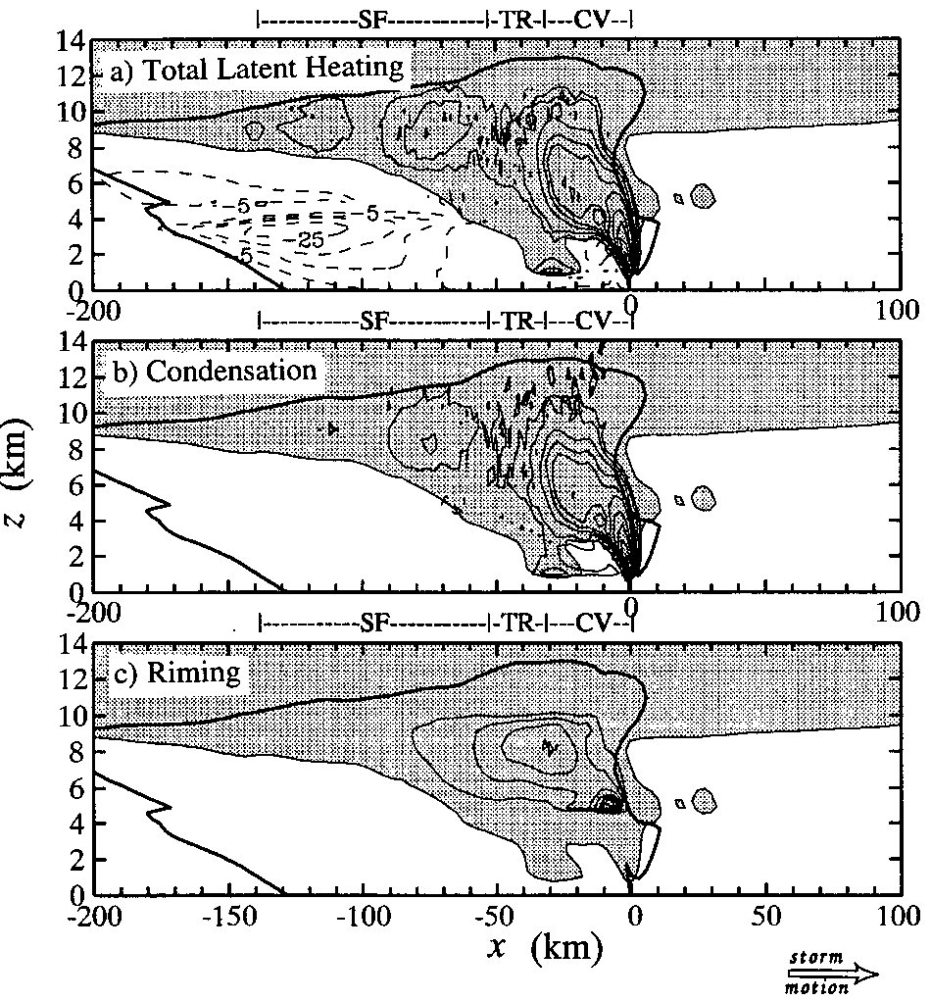 |-----------SF-----------|-TR-|---CV--|
14
a) Total Latent Heating
12
10
8
6
-5
4
-5
-25
2
-5
0
-200 0 100
|-----------SF-----------|-TR-|---CV--|
14
b) Condensation
12
10
8
z (km)
6
4
2
0
-200 0 100
|-----------SF-----------|-TR-|---CV--|
14
c) Riming
12
10
8
6
4
2
0
-200 -150 -100 -50 0 50 100
x (km)
storm
motion